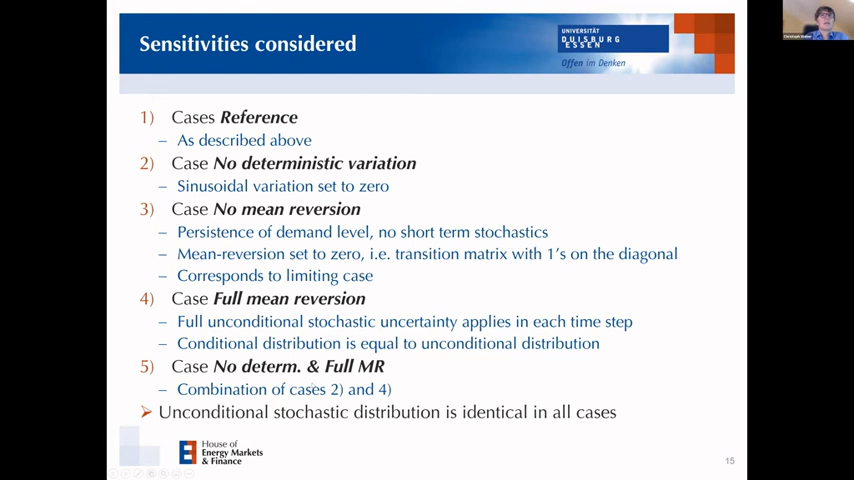 Sensitivities considered
UNIVERSITÄT
DUISBURG
ESSEN
Offen im Denken
1) Cases Reference
– As described above
2) Case No deterministic variation
– Sinusoidal variation set to zero
3) Case No mean reversion
– Persistence of demand level, no short term stochastics
– Mean-reversion set to zero, i.e. transition matrix with 1's on the diagonal
– Corresponds to limiting case
4) Case Full mean reversion
– Full unconditional stochastic uncertainty applies in each time step
– Conditional distribution is equal to unconditional distribution
5) Case No determ. & Full MR
– Combination of cases 2) and 4)
➢ Unconditional stochastic distribution is identical in all cases
House of
Energy Markets
& Finance
15